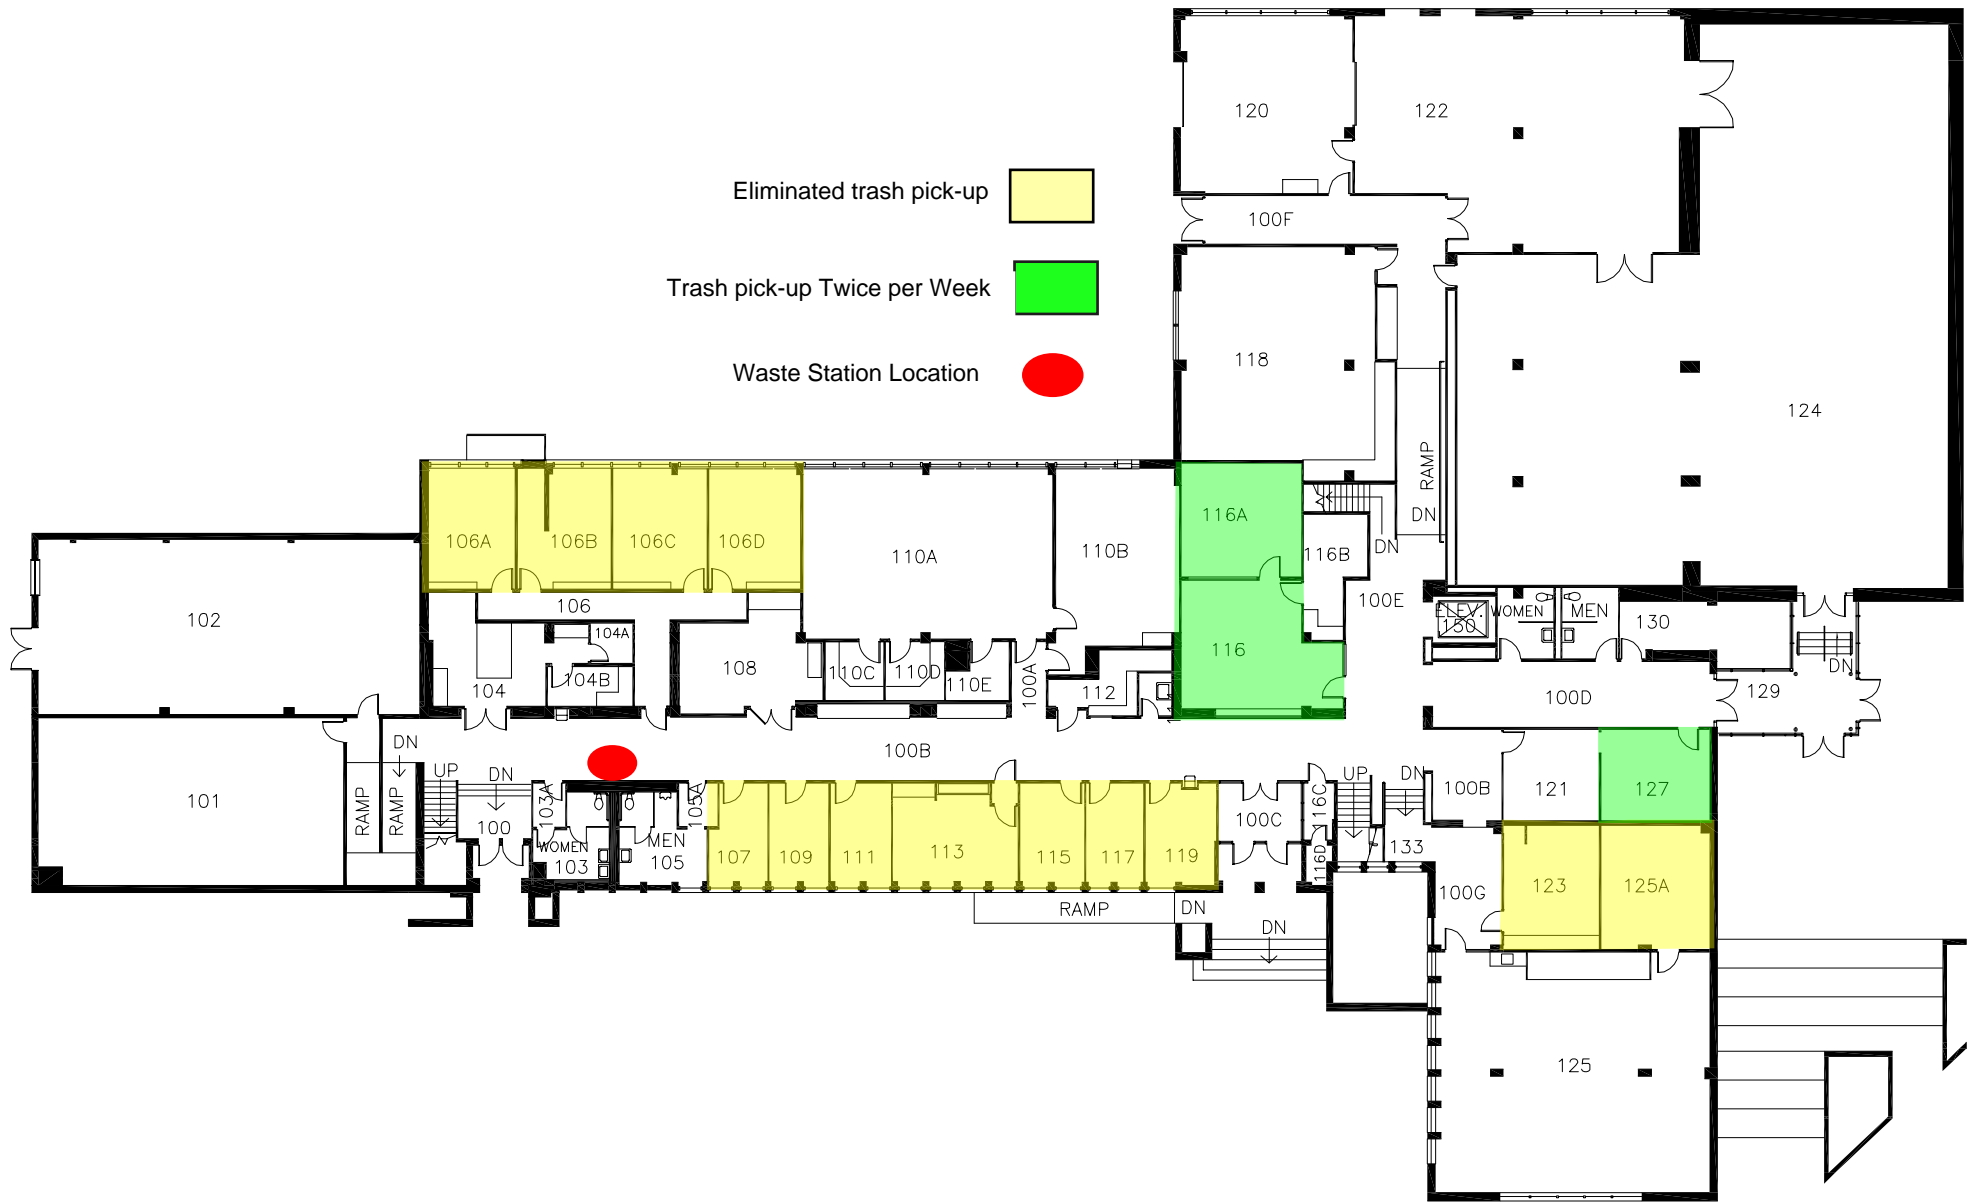 120
122
Eliminated trash pick-up
100F
Trash pick-up Twice per Week
118
Waste Station Location
124
RAMP
116A
DN
106A
106B
106C
106D
110A
110B
116B
DN
106
100E
ELEV.
150
WOMEN
MEN
130
102
104A
108
116
110C
110D
110E
100A
112
104
104B
100D
129
DN
100B
DN
UP
DN
103A
105A
UP
DN
101
RAMP
RAMP
100
WOMEN
103
MEN
105
107
109
111
113
115
117
119
100C
116C
116D
133
100B
121
127
123
125A
100G
RAMP
DN
DN
125